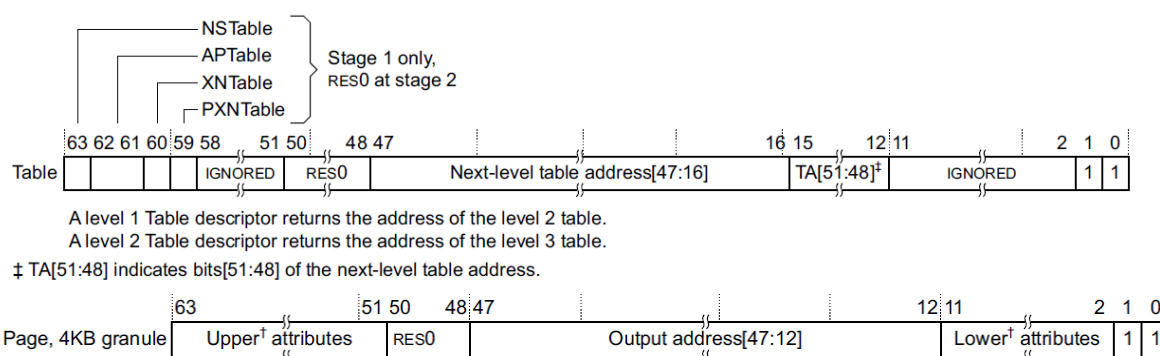 NSTable
APTable
XNTable
PXNTable
Stage 1 only,
RES0 at stage 2
63 62 61 60 59 58 51 50 48 47 16 15 12 11 2 1 0
Table IGNORED RES0 Next-level table address[47:16] TA[51:48]‡ IGNORED 1 1
A level 1 Table descriptor returns the address of the level 2 table.
A level 2 Table descriptor returns the address of the level 3 table.
‡ TA[51:48] indicates bits[51:48] of the next-level table address.
63 51 50 48 47 12 11 2 1 0
Page, 4KB granule Upper† attributes RES0 Output address[47:12] Lower† attributes 1 1